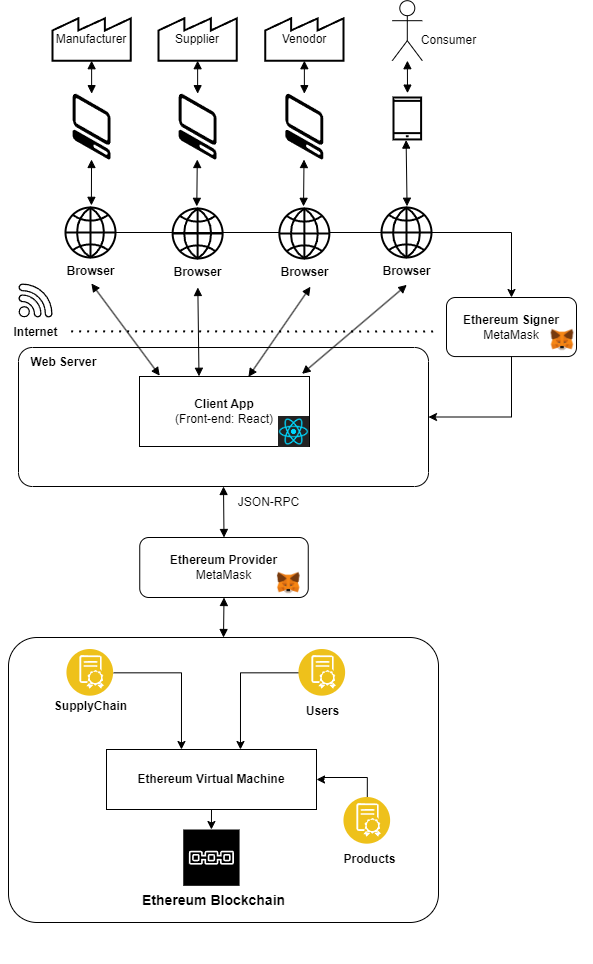 Manufacturer
Supplier
Venodor
Consumer
Browser
Browser
Browser
Browser
Internet
Ethereum Signer
MetaMask
Web Server
Client App
(Front-end: React)
JSON-RPC
Ethereum Provider
MetaMask
SupplyChain
Users
Ethereum Virtual Machine
Products
Ethereum Blockchain